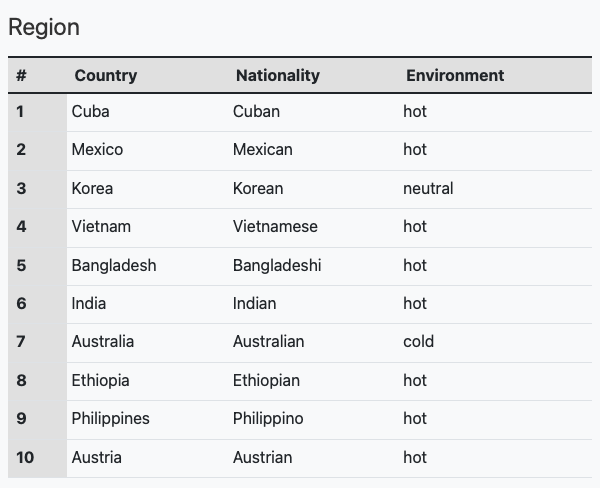 Region
# Country Nationality Environment
1 Cuba Cuban hot
2 Mexico Mexican hot
3 Korea Korean neutral
4 Vietnam Vietnamese hot
5 Bangladesh Bangladeshi hot
6 India Indian hot
7 Australia Australian cold
8 Ethiopia Ethiopian hot
9 Philippines Philippino hot
10 Austria Austrian hot